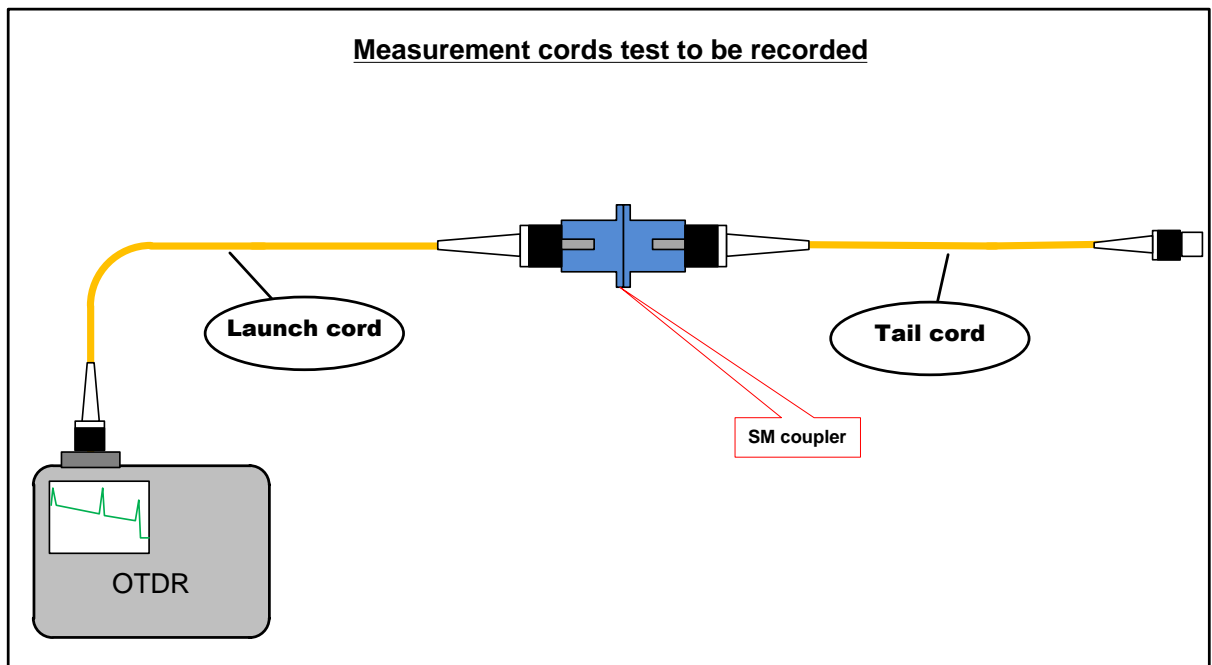 Measurement cords test to be recorded
Launch cord
Tail cord
SM coupler
OTDR